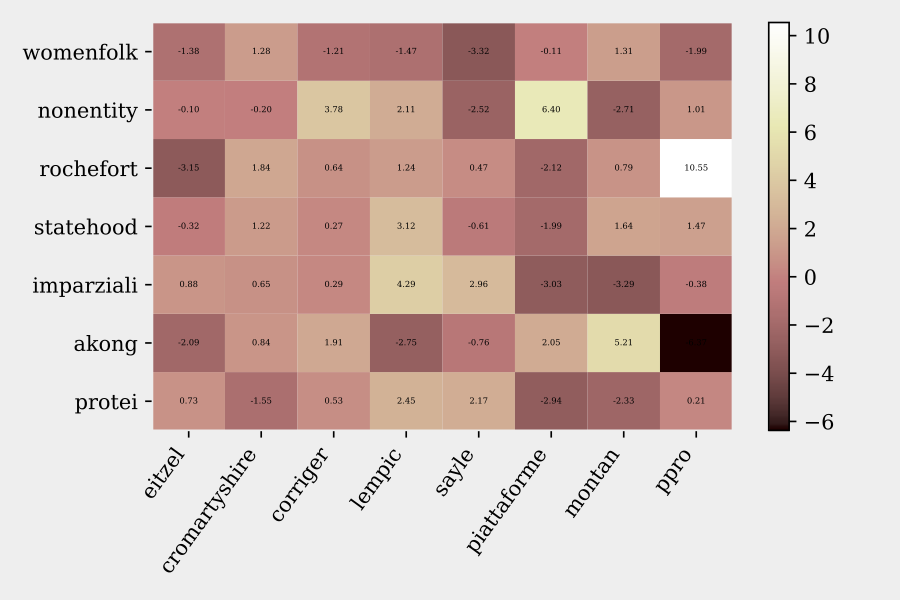 womenfolk -1.38 1.28 -1.21 -1.47 -3.32 -0.11 1.31 -1.99
nonentity -0.10 -0.20 3.78 2.11 -2.52 6.40 -2.71 1.01
rochefort -3.15 1.84 0.64 1.24 0.47 -2.12 0.79 10.55
statehood -0.32 1.22 0.27 3.12 -0.61 -1.99 1.64 1.47
imparziali 0.88 0.65 0.29 4.29 2.96 -3.03 -3.29 -0.38
akong -2.09 0.84 1.91 -2.75 -0.76 2.05 5.21
protei 0.73 -1.55 0.53 2.45 2.17 -2.94 -2.33 0.21
eitzel cromartyshire corriger lempic sayle piattaforme montan ppro
10
8
6
4
2
0
−2
−4
−6